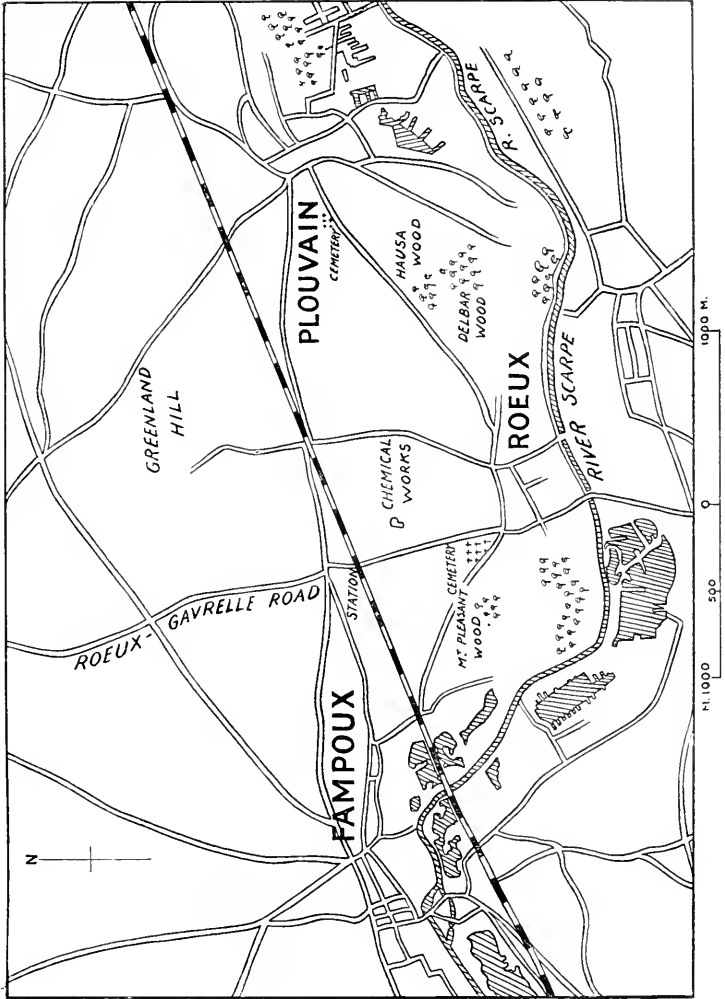 N
GREENLAND
HILL
ROEUX-GAVRELLE ROAD
FAMPOUX
STATION
PLOUVAIN
CEMETERY
CHEMICAL
WORKS
HAUSA
WOOD
DELBAR
WOOD
MT PLEASANT
WOOD
CEMETERY
ROEUX
R. SCARPE
RIVER SCARPE
M. 1000
500
0
1000 M.